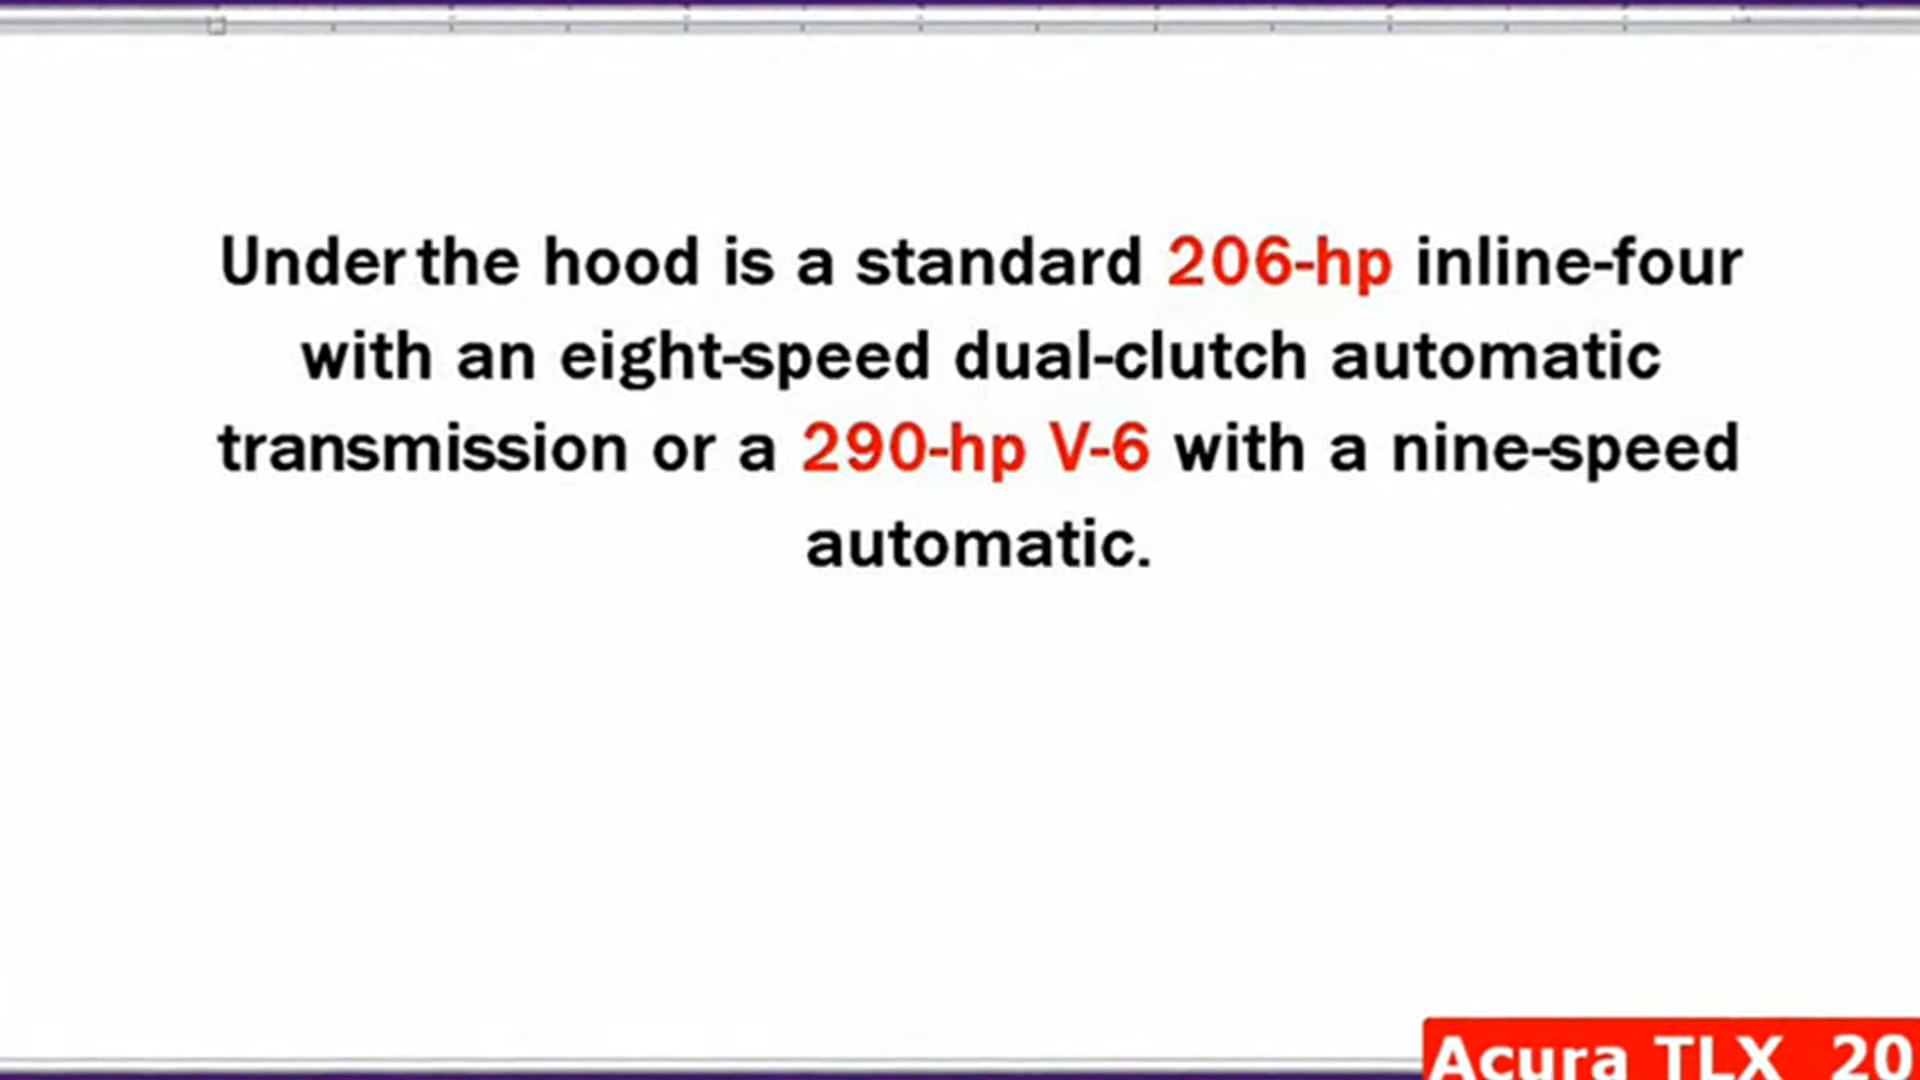 Under the hood is a standard 206-hp inline-four
with an eight-speed dual-clutch automatic
transmission or a 290-hp V-6 with a nine-speed
automatic.
Acura TLX 20